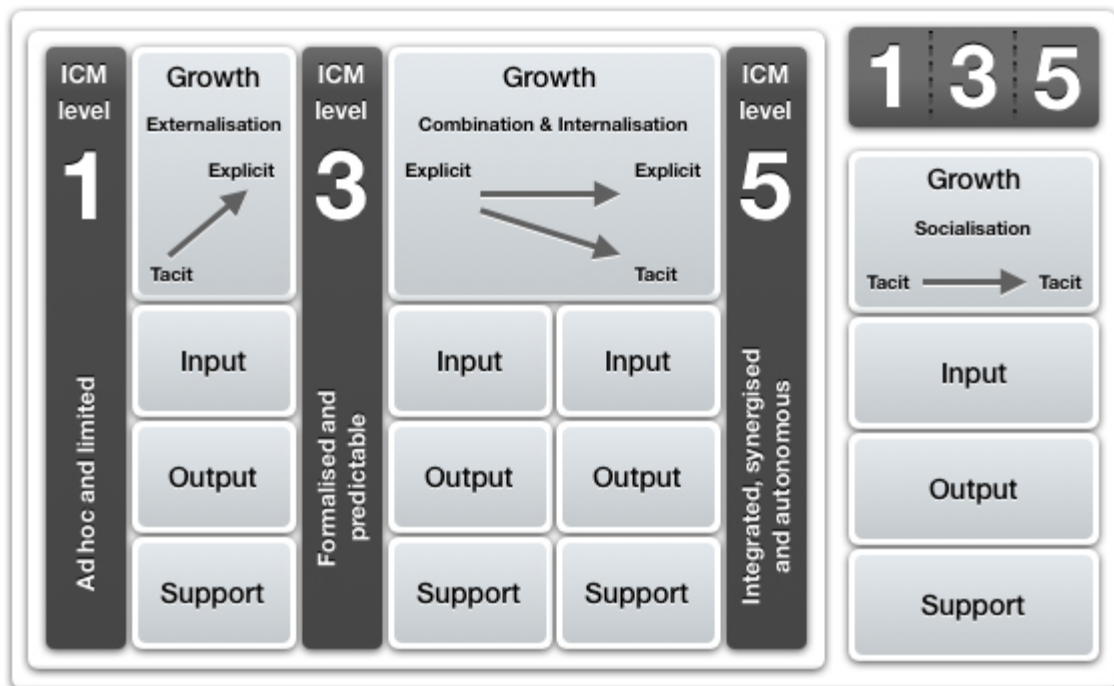 ICM
level
1
Ad hoc and limited
Growth
Externalisation
Explicit
Tacit
Input
Output
Support
ICM
level
3
Formalised and
predictable
Growth
Combination & Internalisation
Explicit Explicit
Tacit
Input Input
Output Output
Support Support
ICM
level
5
Integrated, synergised
and autonomous
1 3 5
Growth
Socialisation
Tacit Tacit
Input
Output
Support